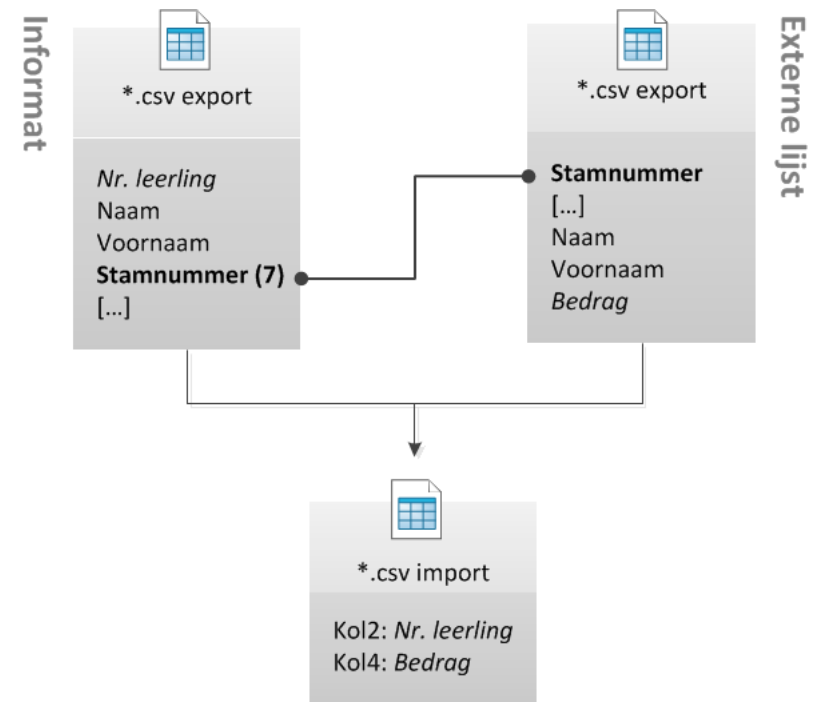 Informat
*.csv export
Nr. leerling
Naam
Voornaam
Stamnummer (7)
[...]
Externe lijst
*.csv export
Stamnummer
[...]
Naam
Voornaam
Bedrag
*.csv import
Kol2: Nr. leerling
Kol4: Bedrag